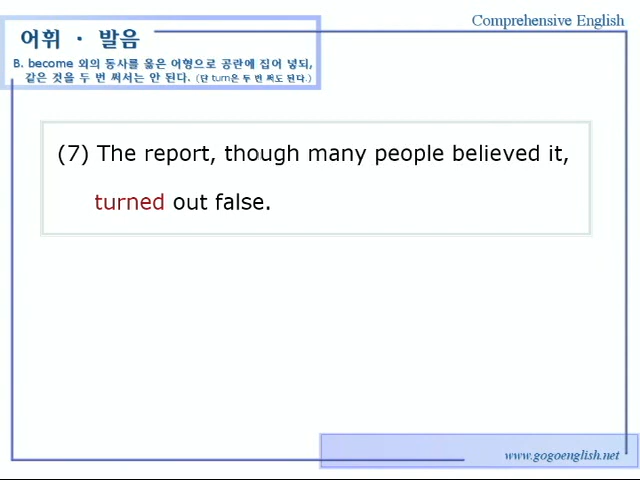 Comprehensive English
어휘 · 발음
B. become 외의 동사를 옳은 어형으로 공란에 집어 넣되,
같은 것을 두 번 써서는 안 된다. (단 turn은 두 번 써도 된다.)
(7) The report, though many people believed it,
turned out false.
www.gogoenglish.net